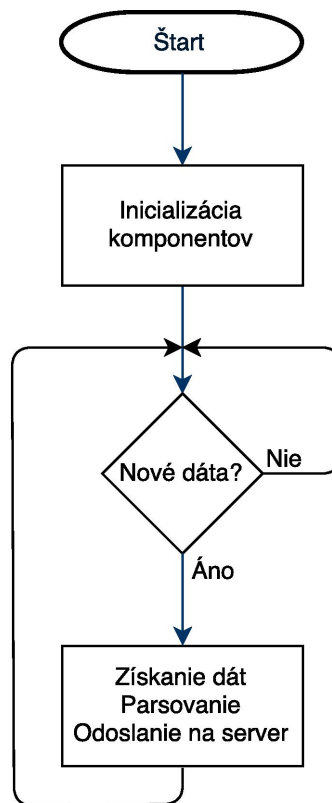 Štart
Inicializácia
komponentov
Nové dáta?
Nie
Áno
Získanie dát
Parsovanie
Odoslanie na server